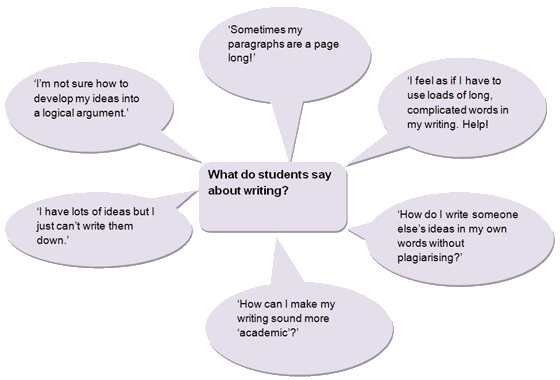 ‘Sometimes my
paragraphs are a page
long!’
‘I’m not sure how to
develop my ideas into
a logical argument.’
‘I feel as if I have to
use loads of long,
complicated words in
my writing. Help!
What do students say
about writing?
‘I have lots of ideas but I
just can’t write them
down.’
‘How do I write someone
else’s ideas in my own
words without
plagiarising?’
‘How can I make my
writing sound more
‘academic’?’